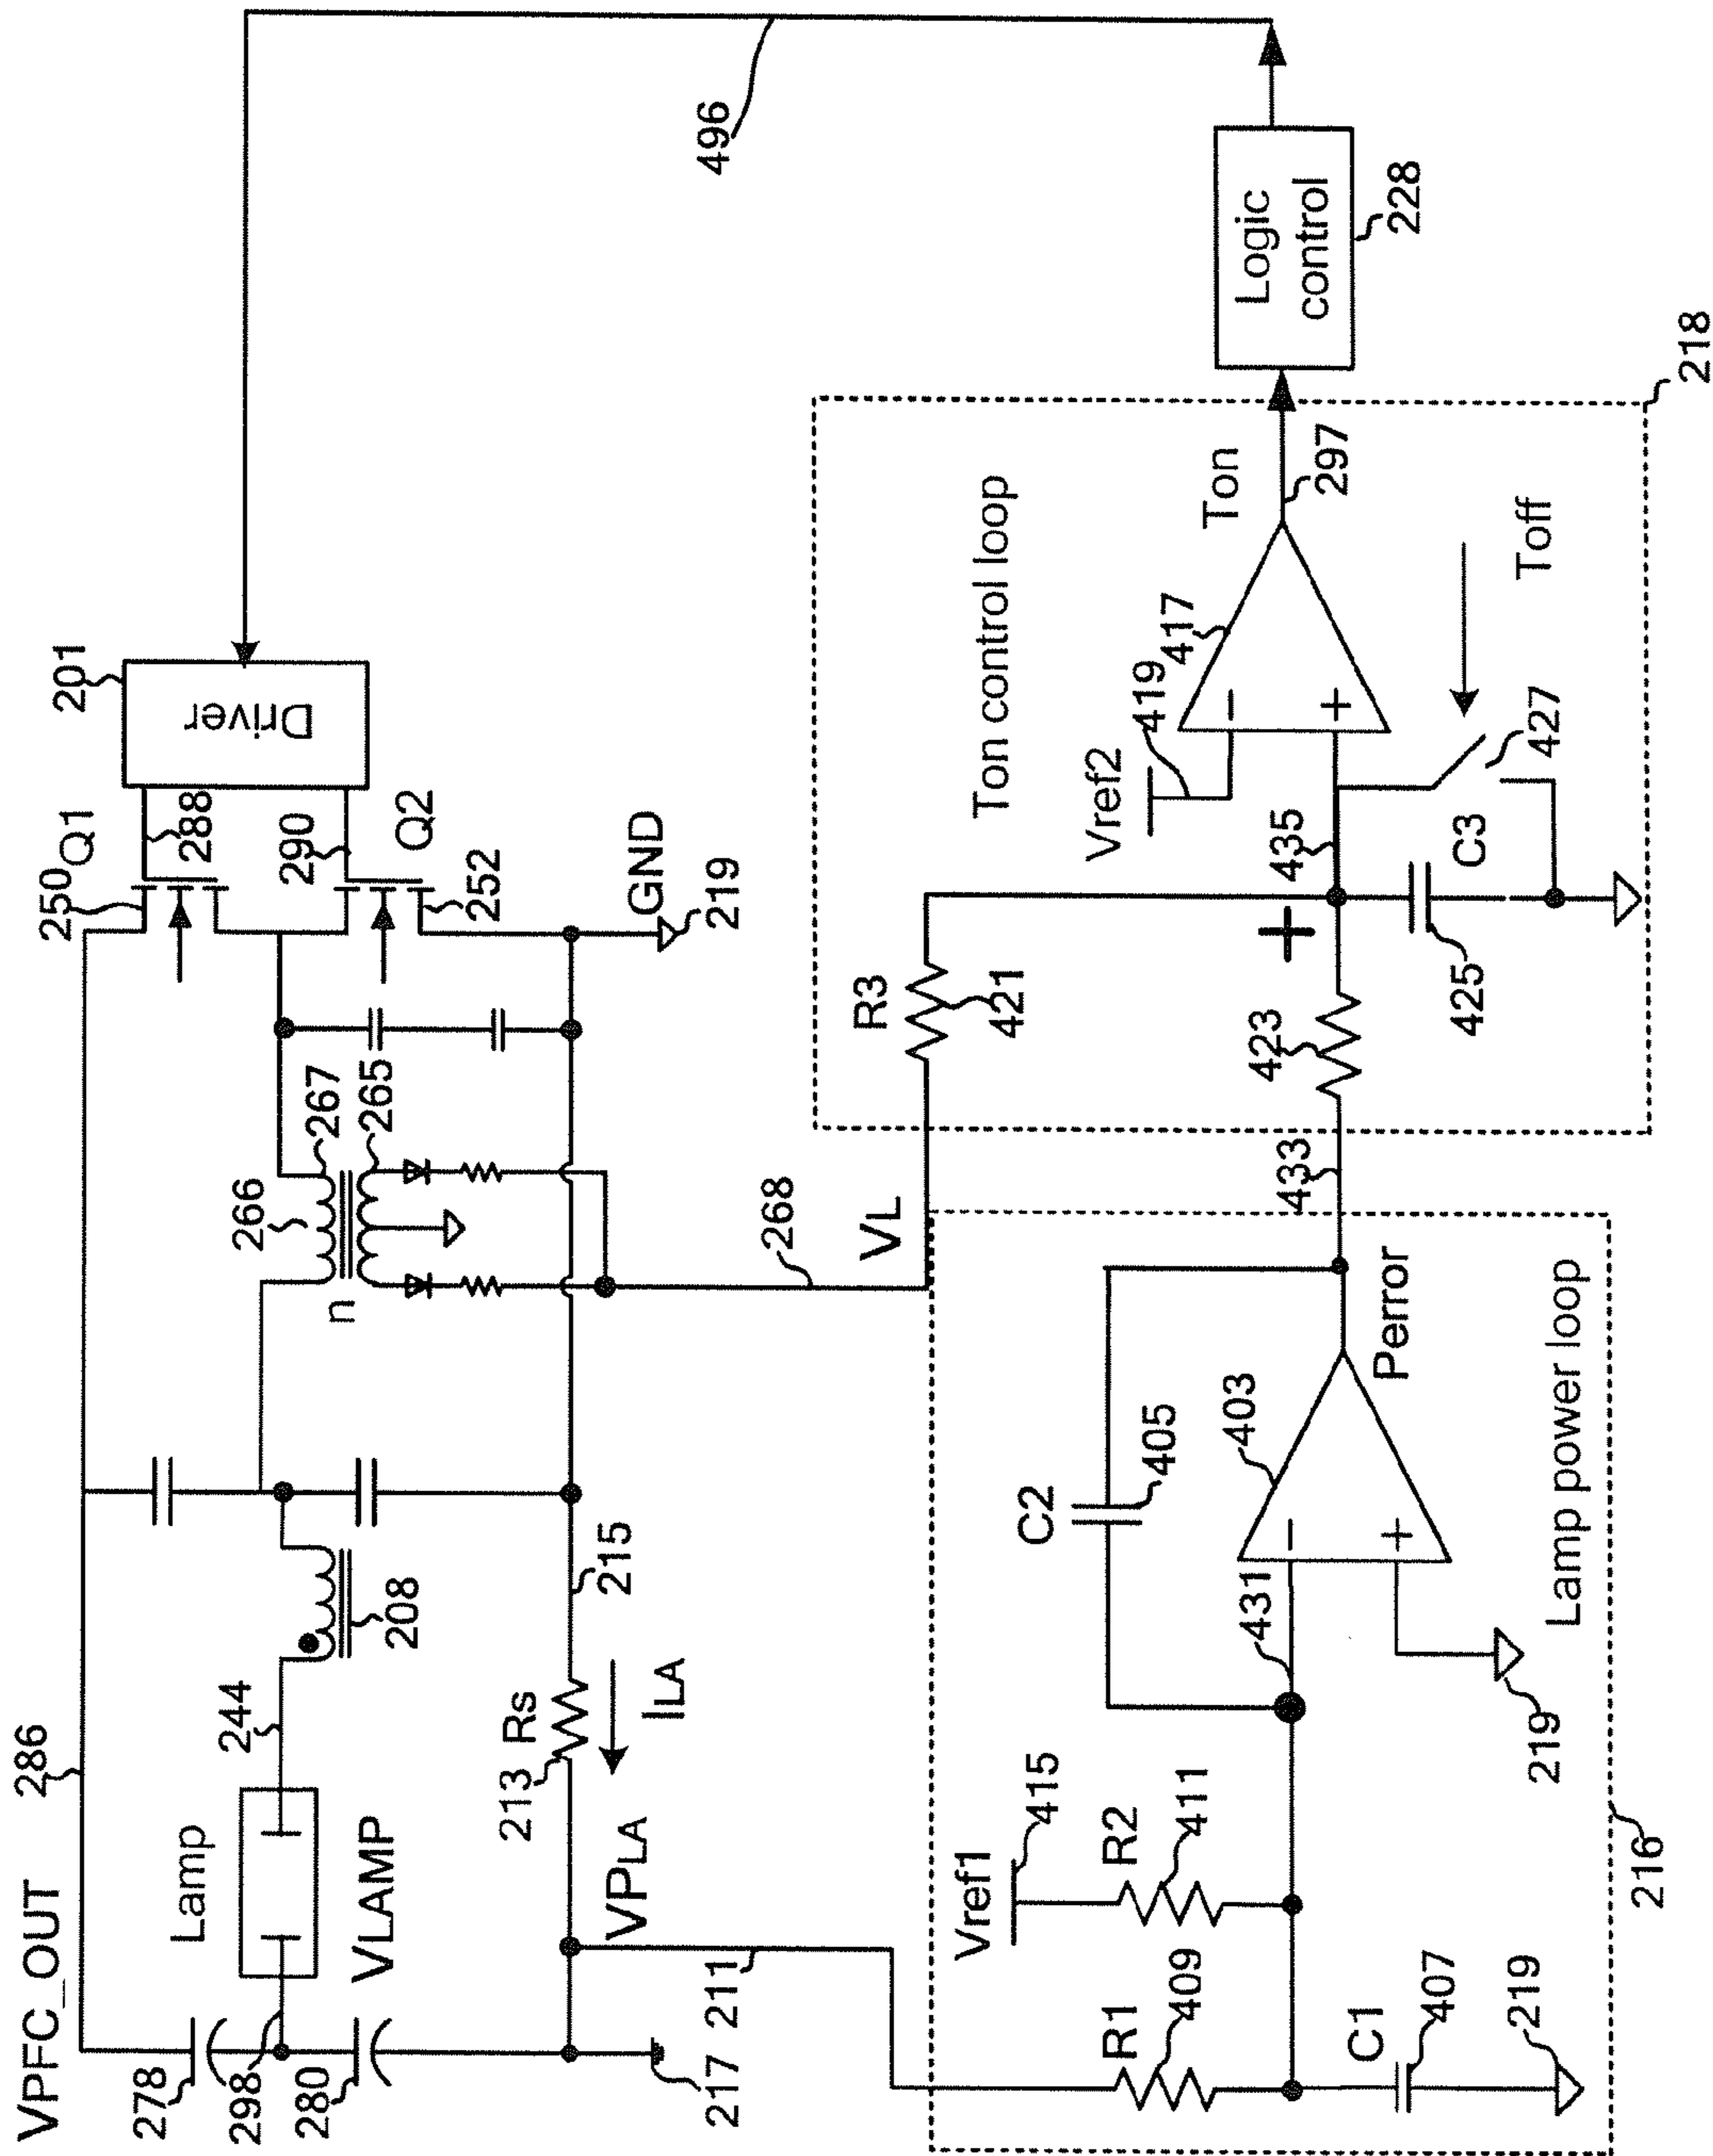 VPFC_OUT
286
278
298
280
217
Lamp
VLAMP
244
208
213
Rs
ILA
215
VPLA
211
266
267
265
n
268
VL
250
Q1
288
290
Q2
252
GND
219
201
Driver
496
R3
421
423
433
435
425
C3
427
Toff
Vref2
419
417
Ton
297
Ton control loop
218
Logic
control
228
Vref1
415
R1
409
R2
411
C1
407
219
431
C2
405
403
219
Perror
Lamp power loop
216